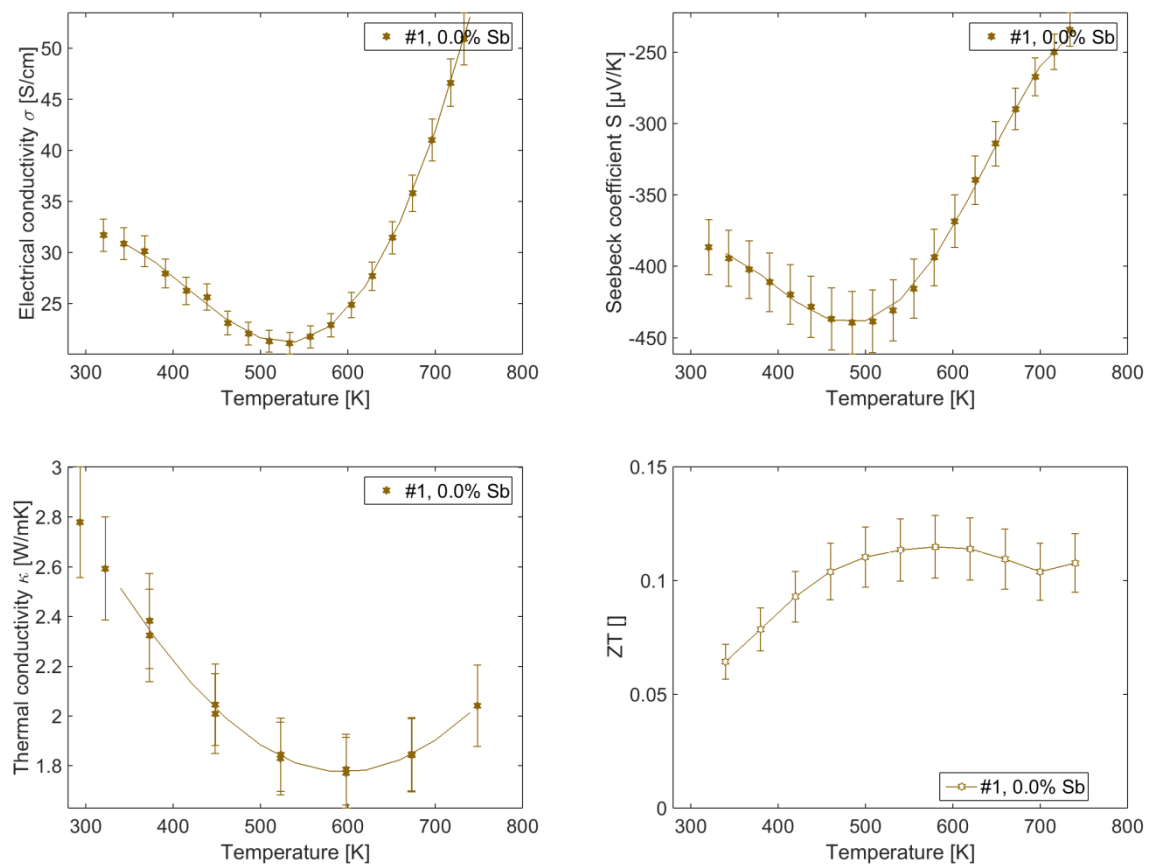 Electrical conductivity σ [S/cm]
50
45
40
35
30
25
#1, 0.0% Sb
300 400 500 600 700 800
Temperature [K]
Seebeck coefficient S [µV/K]
-250
-300
-350
-400
-450
#1, 0.0% Sb
300 400 500 600 700 800
Temperature [K]
Thermal conductivity κ [W/mK]
3
2.8
2.6
2.4
2.2
2
1.8
#1, 0.0% Sb
300 400 500 600 700 800
Temperature [K]
ZT []
0.15
0.1
0.05
0
#1, 0.0% Sb
300 400 500 600 700 800
Temperature [K]